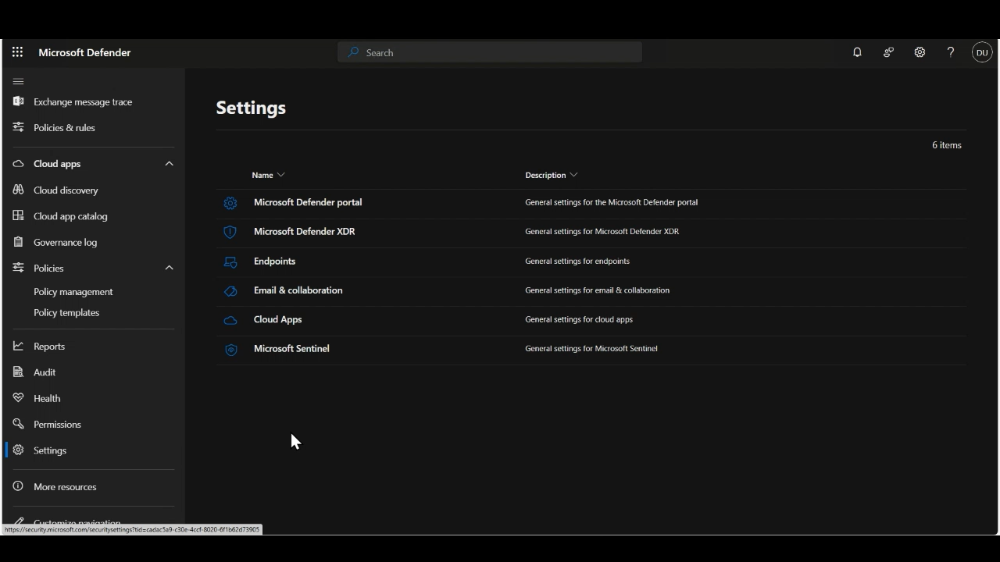 Microsoft Defender
Search
DU
Exchange message trace
Policies & rules
Cloud apps
Cloud discovery
Cloud app catalog
Governance log
Policies
Policy management
Policy templates
Reports
Audit
Health
Permissions
Settings
More resources
Customize navigation
https://security.microsoft.com/securitysettings?tid=cadac5a9-c30e-4ccf-8020-6f1b62d73905
Settings
6 items
Name Description
Microsoft Defender portal General settings for the Microsoft Defender portal
Microsoft Defender XDR General settings for Microsoft Defender XDR
Endpoints General settings for endpoints
Email & collaboration General settings for email & collaboration
Cloud Apps General settings for cloud apps
Microsoft Sentinel General settings for Microsoft Sentinel